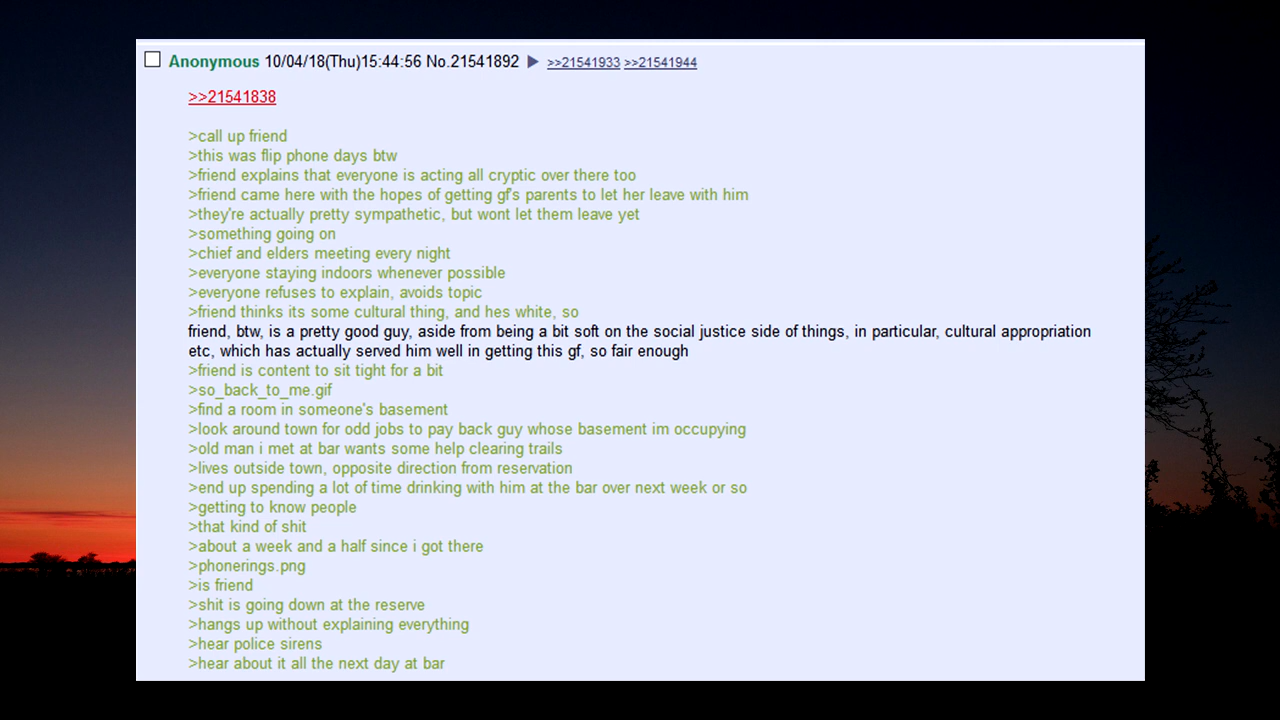 Anonymous 10/04/18(Thu)15:44:56 No.21541892 ▶ >>21541933 >>21541944
>>21541838
>call up friend
>this was flip phone days btw
>friend explains that everyone is acting all cryptic over there too
>friend came here with the hopes of getting gf's parents to let her leave with him
>they're actually pretty sympathetic, but wont let them leave yet
>something going on
>chief and elders meeting every night
>everyone staying indoors whenever possible
>everyone refuses to explain, avoids topic
>friend thinks its some cultural thing, and hes white, so
friend, btw, is a pretty good guy, aside from being a bit soft on the social justice side of things, in particular, cultural appropriation
etc, which has actually served him well in getting this gf, so fair enough
>friend is content to sit tight for a bit
>so_back_to_me.gif
>find a room in someone's basement
>look around town for odd jobs to pay back guy whose basement im occupying
>old man i met at bar wants some help clearing trails
>lives outside town, opposite direction from reservation
>end up spending a lot of time drinking with him at the bar over next week or so
>getting to know people
>that kind of shit
>about a week and a half since i got there
>phonerings.png
>is friend
>shit is going down at the reserve
>hangs up without explaining everything
>hear police sirens
>hear about it all the next day at bar